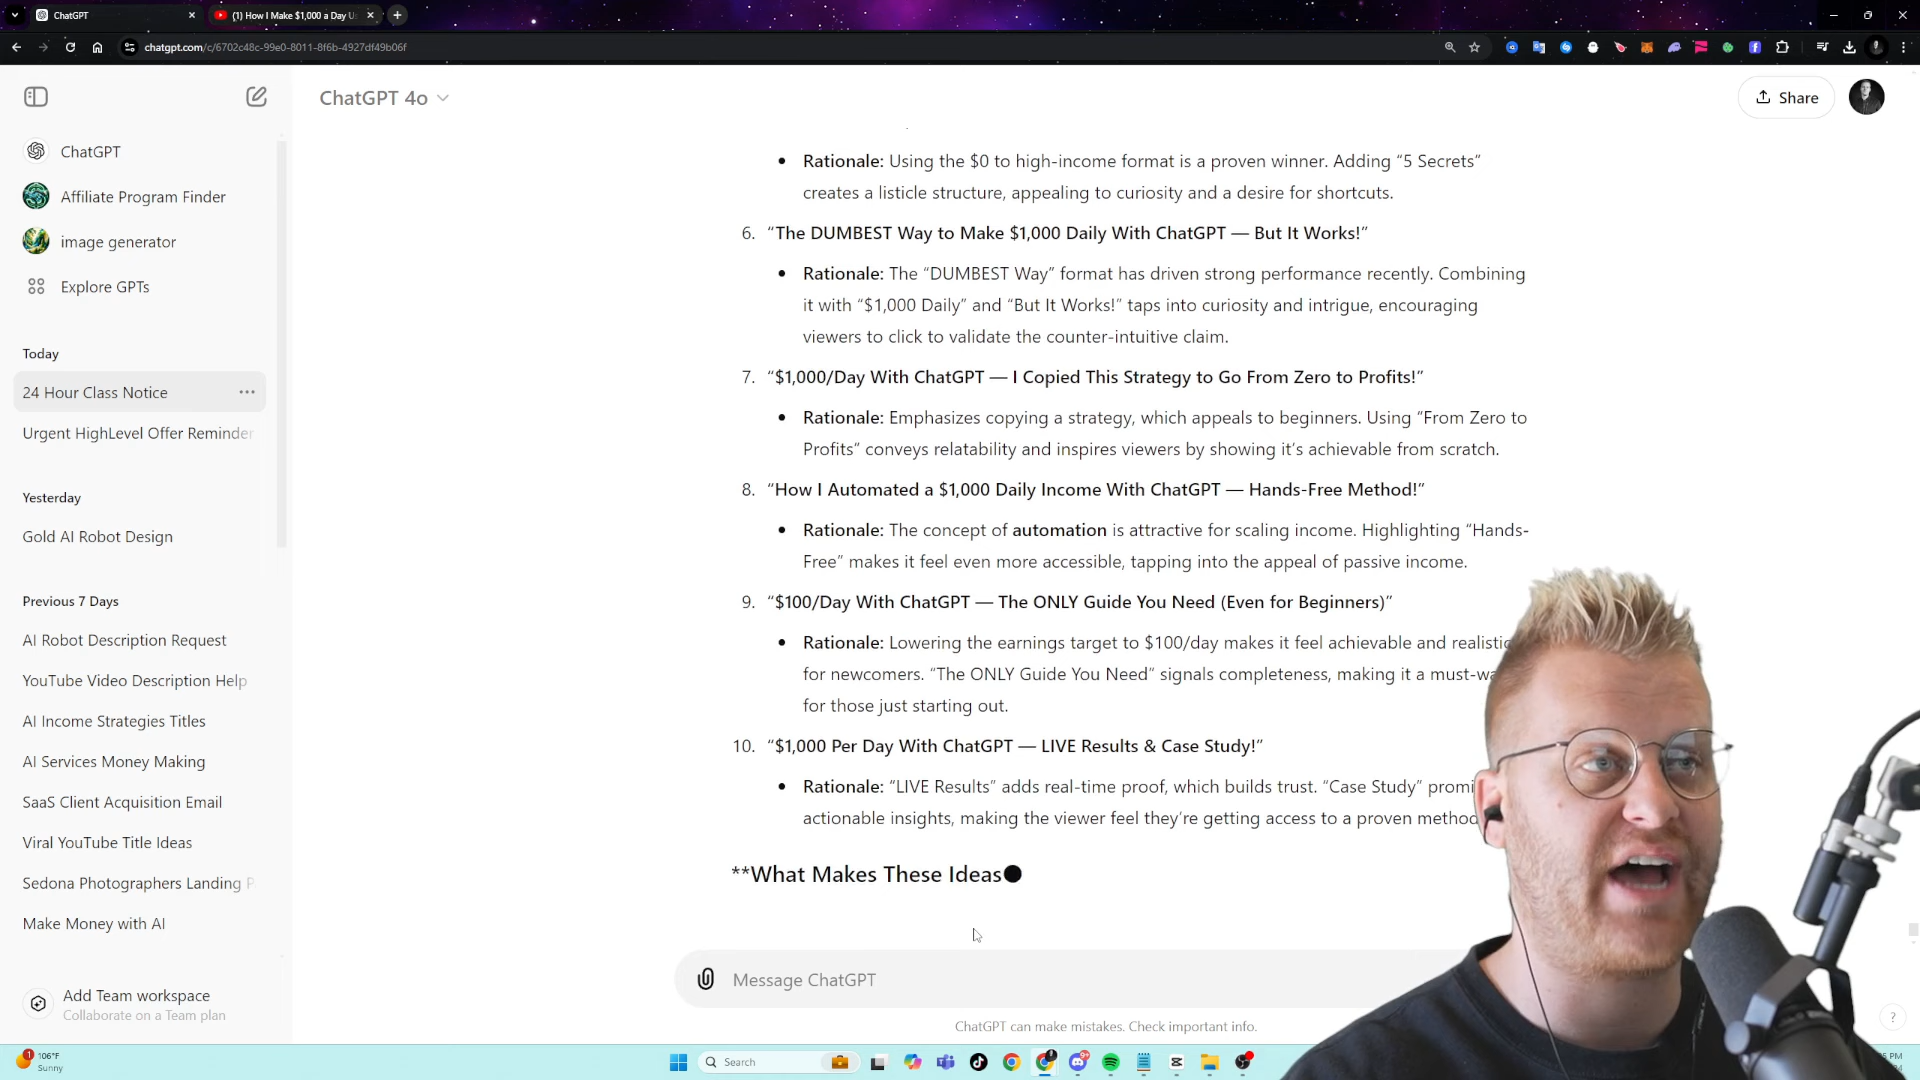 ChatGPT
(1) How I Make $1,000 a Day U
chatgpt.com/c/6702c48c-99e0-8011-8f6b-4927df49b06f
ChatGPT 4o
Share
ChatGPT
Affiliate Program Finder
image generator
Explore GPTs
Today
24 Hour Class Notice
Urgent HighLevel Offer Reminder
Yesterday
Gold AI Robot Design
Previous 7 Days
AI Robot Description Request
YouTube Video Description Help
AI Income Strategies Titles
AI Services Money Making
SaaS Client Acquisition Email
Viral YouTube Title Ideas
Sedona Photographers Landing P
Make Money with AI
Add Team workspace
Collaborate on a Team plan
• Rationale: Using the $0 to high-income format is a proven winner. Adding “5 Secrets”
creates a listicle structure, appealing to curiosity and a desire for shortcuts.
6. “The DUMBEST Way to Make $1,000 Daily With ChatGPT — But It Works!”
• Rationale: The “DUMBEST Way” format has driven strong performance recently. Combining
it with “$1,000 Daily” and “But It Works!” taps into curiosity and intrigue, encouraging
viewers to click to validate the counter-intuitive claim.
7. “$1,000/Day With ChatGPT — I Copied This Strategy to Go From Zero to Profits!”
• Rationale: Emphasizes copying a strategy, which appeals to beginners. Using “From Zero to
Profits” conveys relatability and inspires viewers by showing it’s achievable from scratch.
8. “How I Automated a $1,000 Daily Income With ChatGPT — Hands-Free Method!”
• Rationale: The concept of automation is attractive for scaling income. Highlighting “Hands-
Free” makes it feel even more accessible, tapping into the appeal of passive income.
9. “$100/Day With ChatGPT — The ONLY Guide You Need (Even for Beginners)”
• Rationale: Lowering the earnings target to $100/day makes it feel achievable and realistic
for newcomers. “The ONLY Guide You Need” signals completeness, making it a must-wa
for those just starting out.
10. “$1,000 Per Day With ChatGPT — LIVE Results & Case Study!”
• Rationale: “LIVE Results” adds real-time proof, which builds trust. “Case Study” promi
actionable insights, making the viewer feel they’re getting access to a proven method
**What Makes These Ideas
Message ChatGPT
ChatGPT can make mistakes. Check important info.
?
1
106°F
Sunny
Search
9+
PM